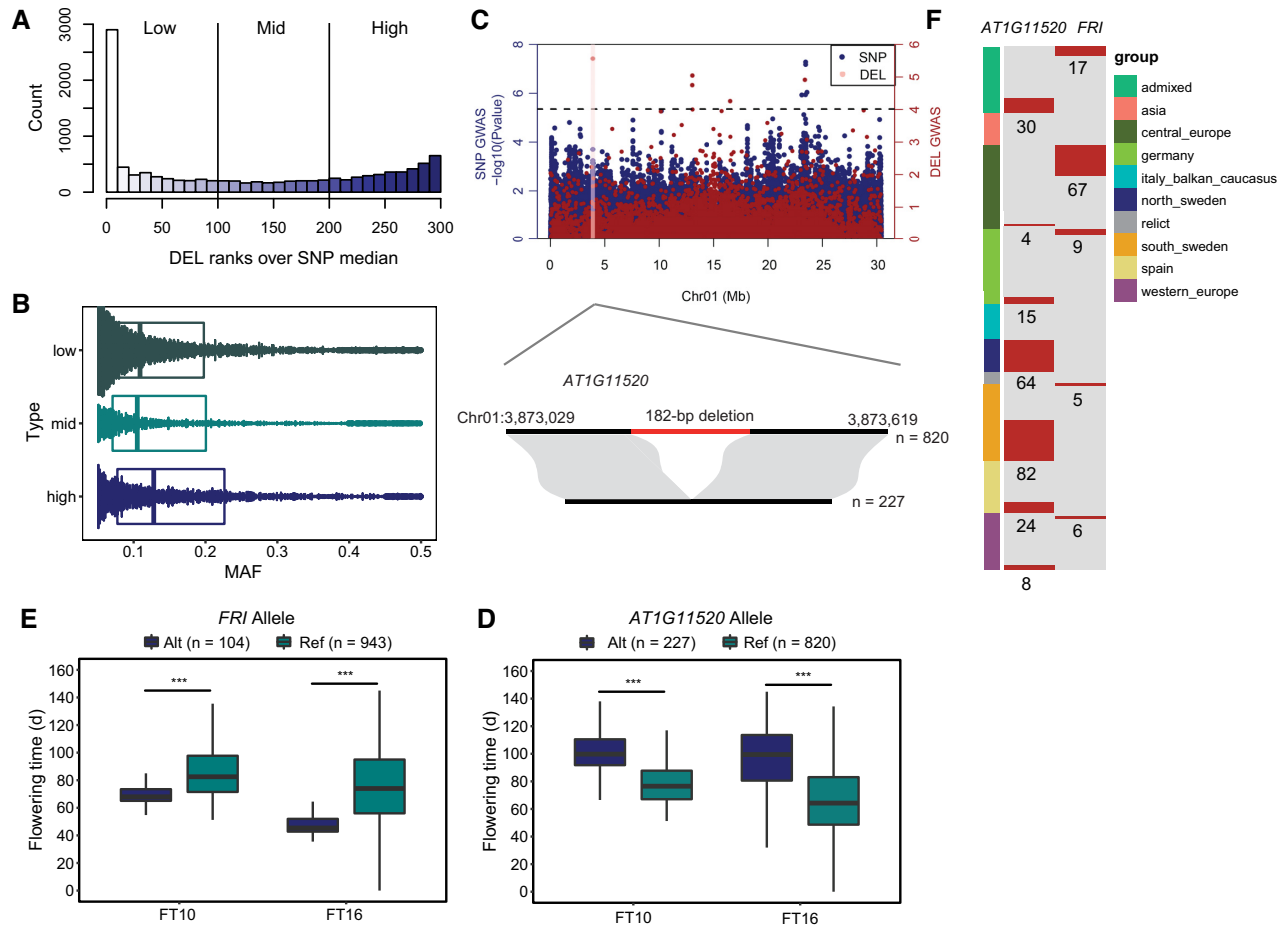 A
Low Mid High
Count
0 1000 2000 3000
0 50 100 150 200 250 300
DEL ranks over SNP median
B
Type
low
mid
high
0.1 0.2 0.3 0.4 0.5
MAF
C
SNP GWAS
−log10(Pvalue)
0 2 4 6 8
SNP
DEL
DEL GWAS
0 1 2 3 4 5 6
0 5 10 15 20 25 30
Chr01 (Mb)
AT1G11520
Chr01:3,873,029 182-bp deletion 3,873,619
n = 820
n = 227
F
AT1G11520 FRI
17
30
67
4 9
15
64 5
82
24 6
8
group
admixed
asia
central_europe
germany
italy_balkan_caucasus
north_sweden
relict
south_sweden
spain
western_europe
E
FRI Allele
Alt (n = 104) Ref (n = 943)
Flowering time (d)
160
140
120
100
80
60
40
20
0
*** ***
FT10 FT16
D
AT1G11520 Allele
Alt (n = 227) Ref (n = 820)
Flowering time (d)
160
140
120
100
80
60
40
20
0
*** ***
FT10 FT16